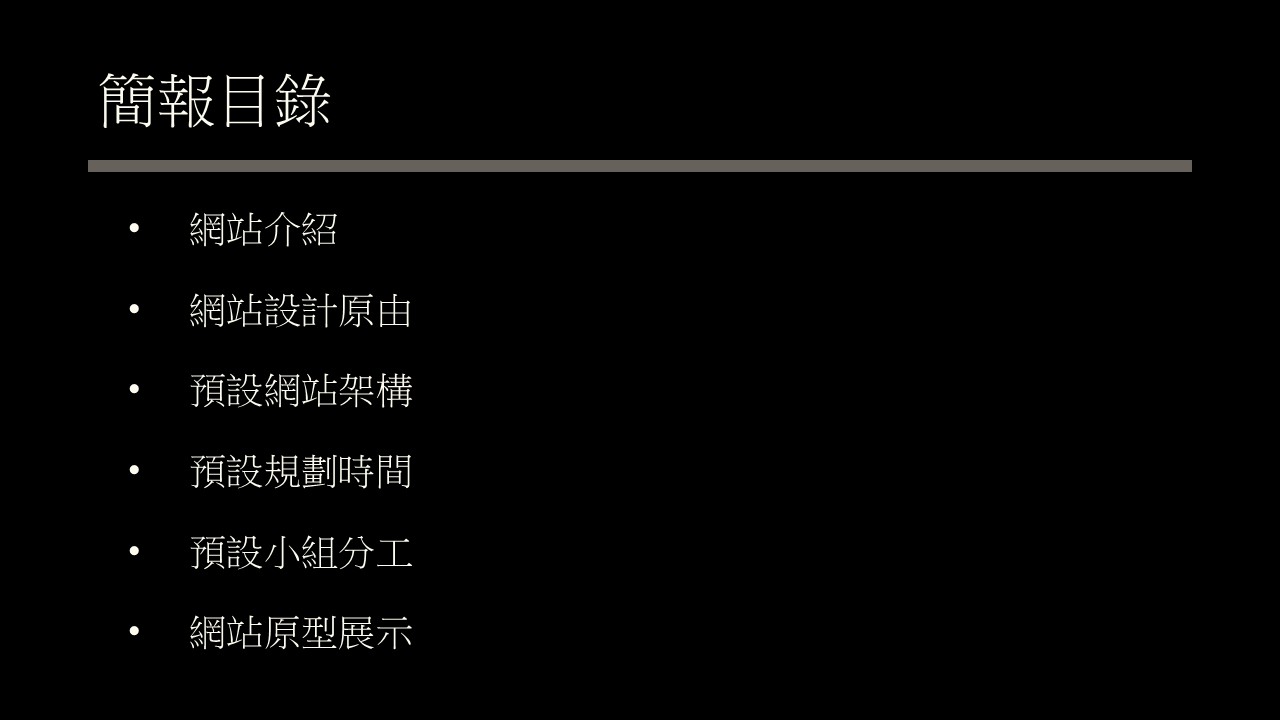 簡報目錄
• 網站介紹
• 網站設計原由
• 預設網站架構
• 預設規劃時間
• 預設小組分工
• 網站原型展示